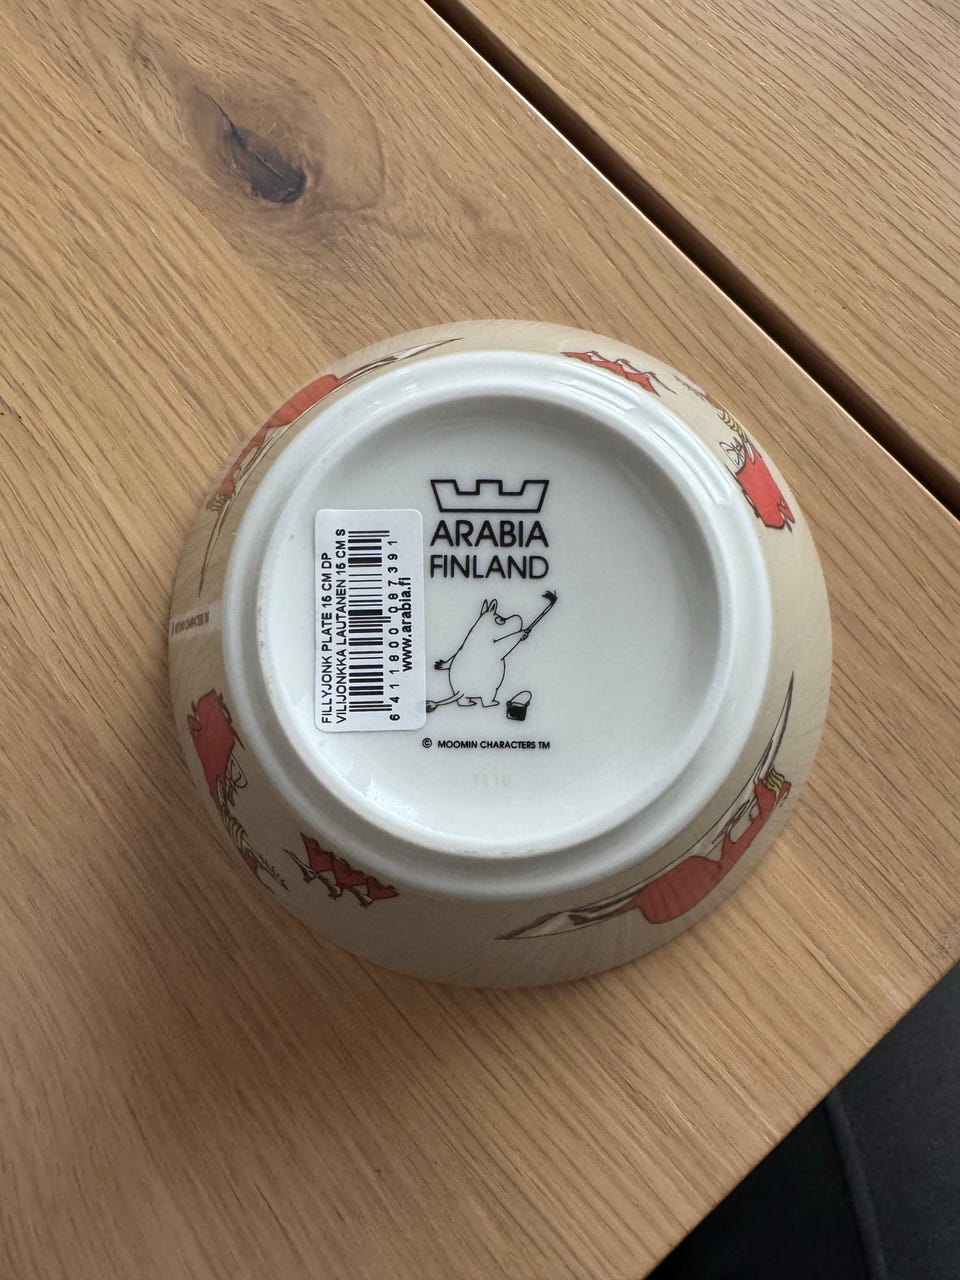 ARABIA
FINLAND
FILLYJONK PLATE 15 CM DP
VILIJONKKA LAUTANEN 15 CM S
6 411800 087391
www.arabia.fi
© MOOMIN CHARACTERS TM